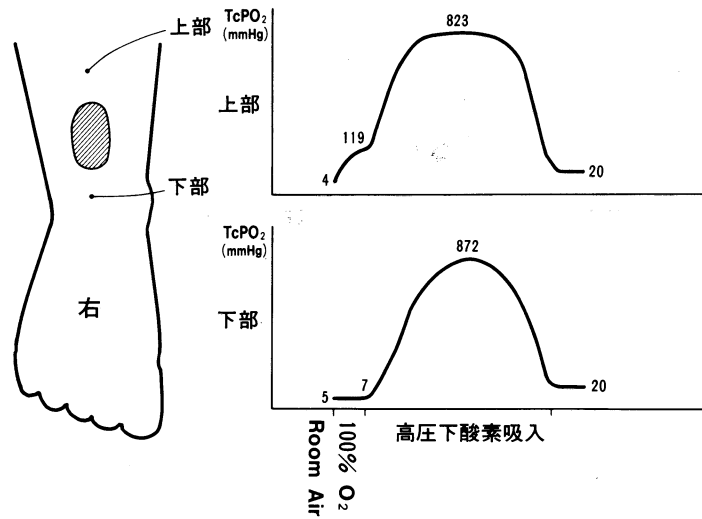 上部
下部
右
TcPO₂
(mmHg)
上部
4
119
823
20
TcPO₂
(mmHg)
下部
5
7
872
20
Room Air
100% O₂
高圧下酸素吸入